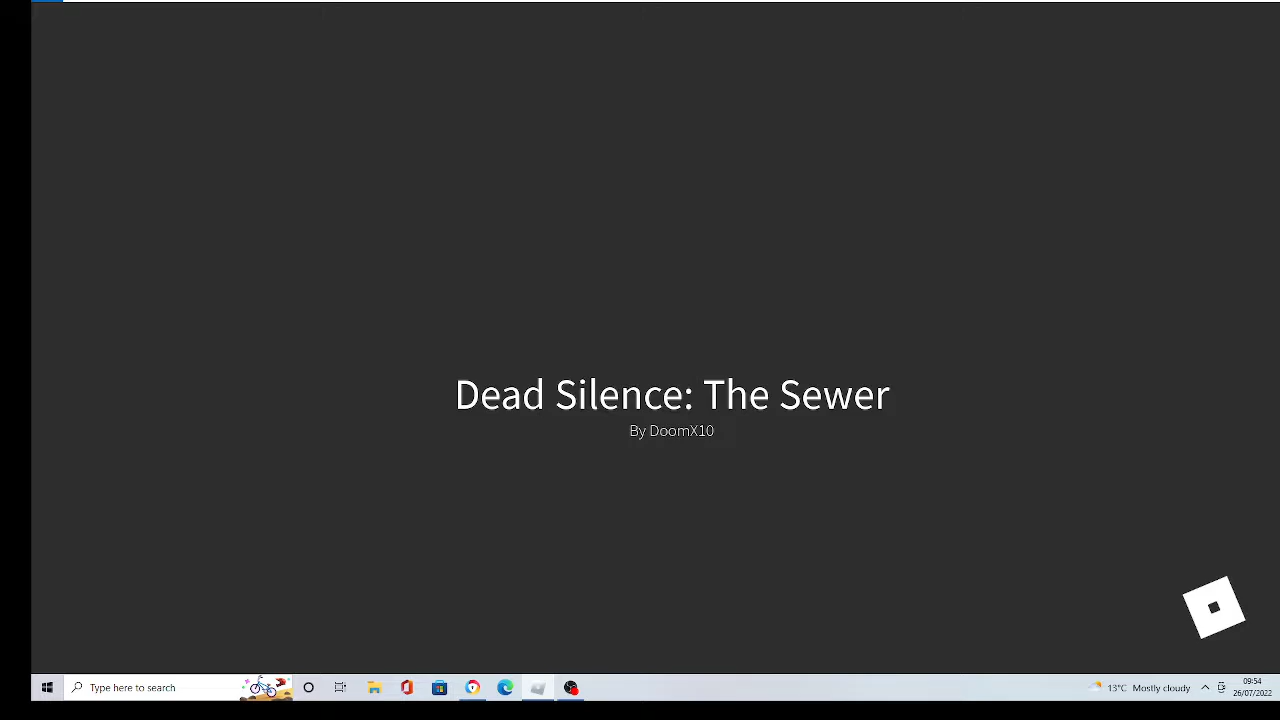 Dead Silence: The Sewer
By DoomX10
Type here to search
13°C Mostly cloudy
09:54
26/07/2022